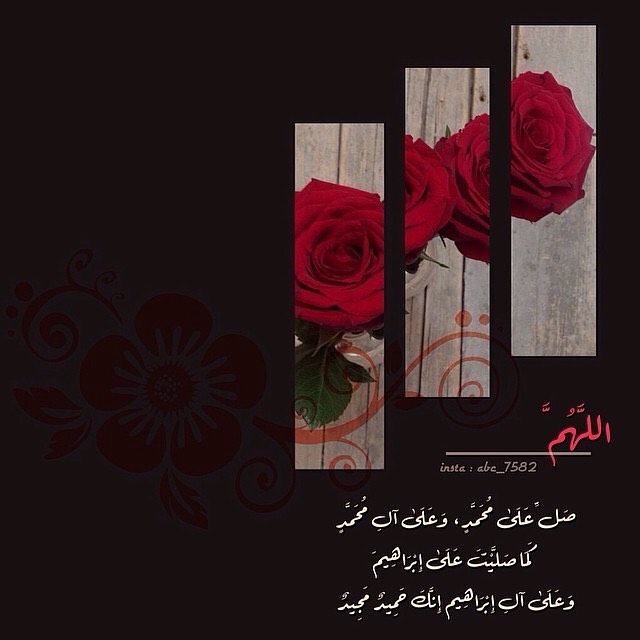 اللَّهُمَّ
insta : abc_7582
صَلِّ عَلَىٰ مُحَمَّدٍ، وَعَلَىٰ آلِ مُحَمَّدٍ
كَمَا صَلَّيْتَ عَلَىٰ إِبْرَاهِيمَ
وَعَلَىٰ آلِ إِبْرَاهِيم إِنَّكَ حَمِيدٌ مَجِيدٌ